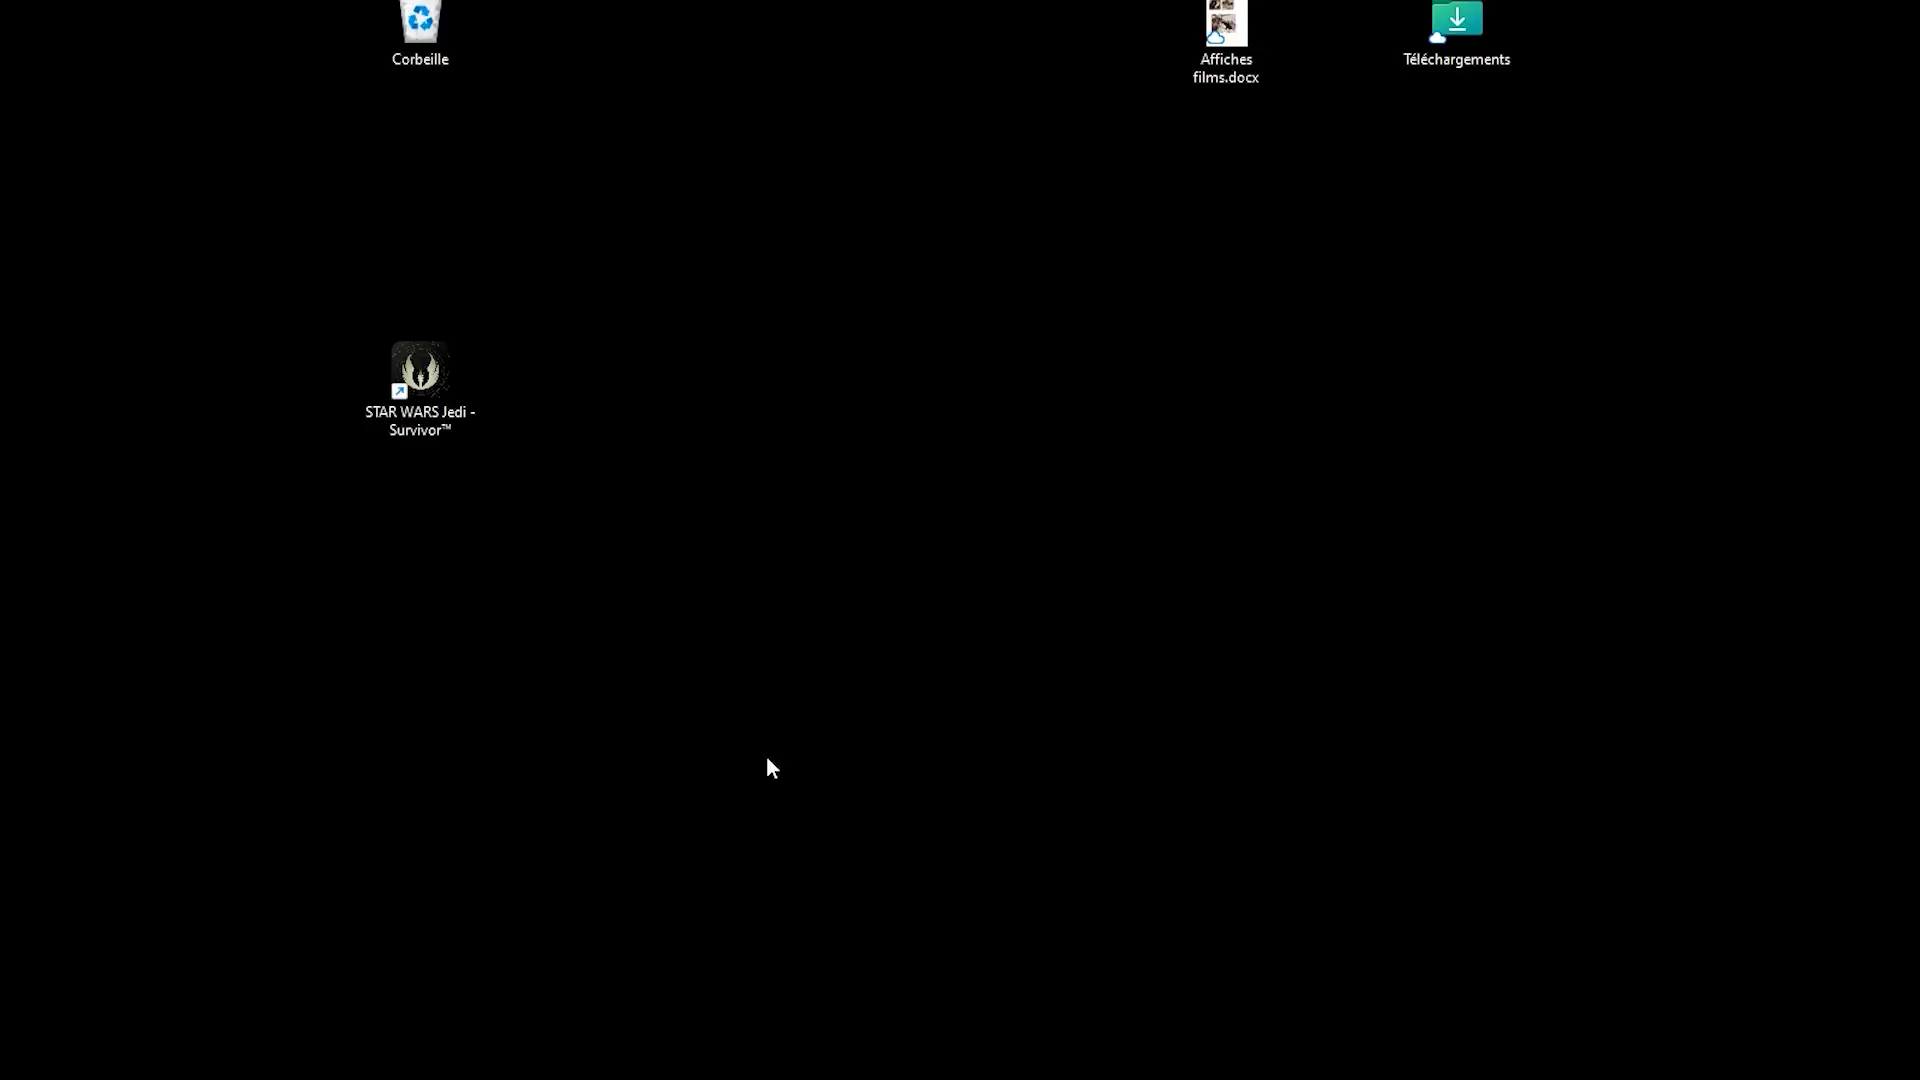 Corbeille
Affiches
films.docx
Téléchargements
STAR WARS Jedi -
Survivor™